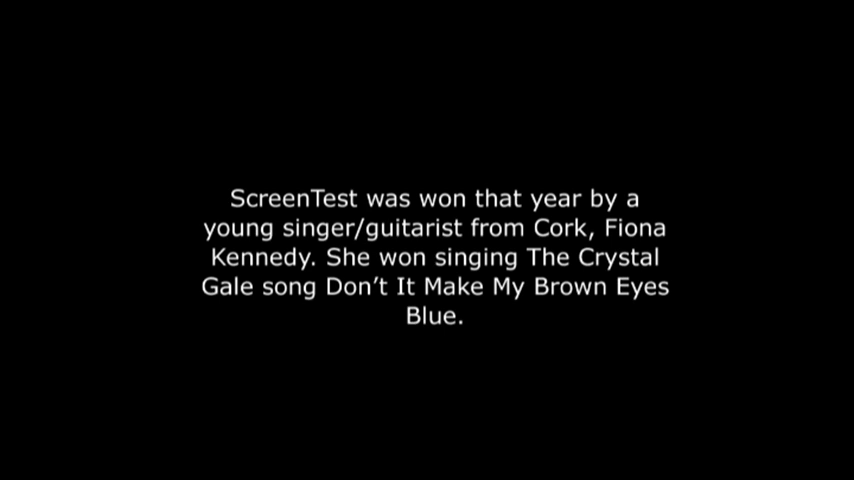 ScreenTest was won that year by a
young singer/guitarist from Cork, Fiona
Kennedy. She won singing The Crystal
Gale song Don’t It Make My Brown Eyes
Blue.